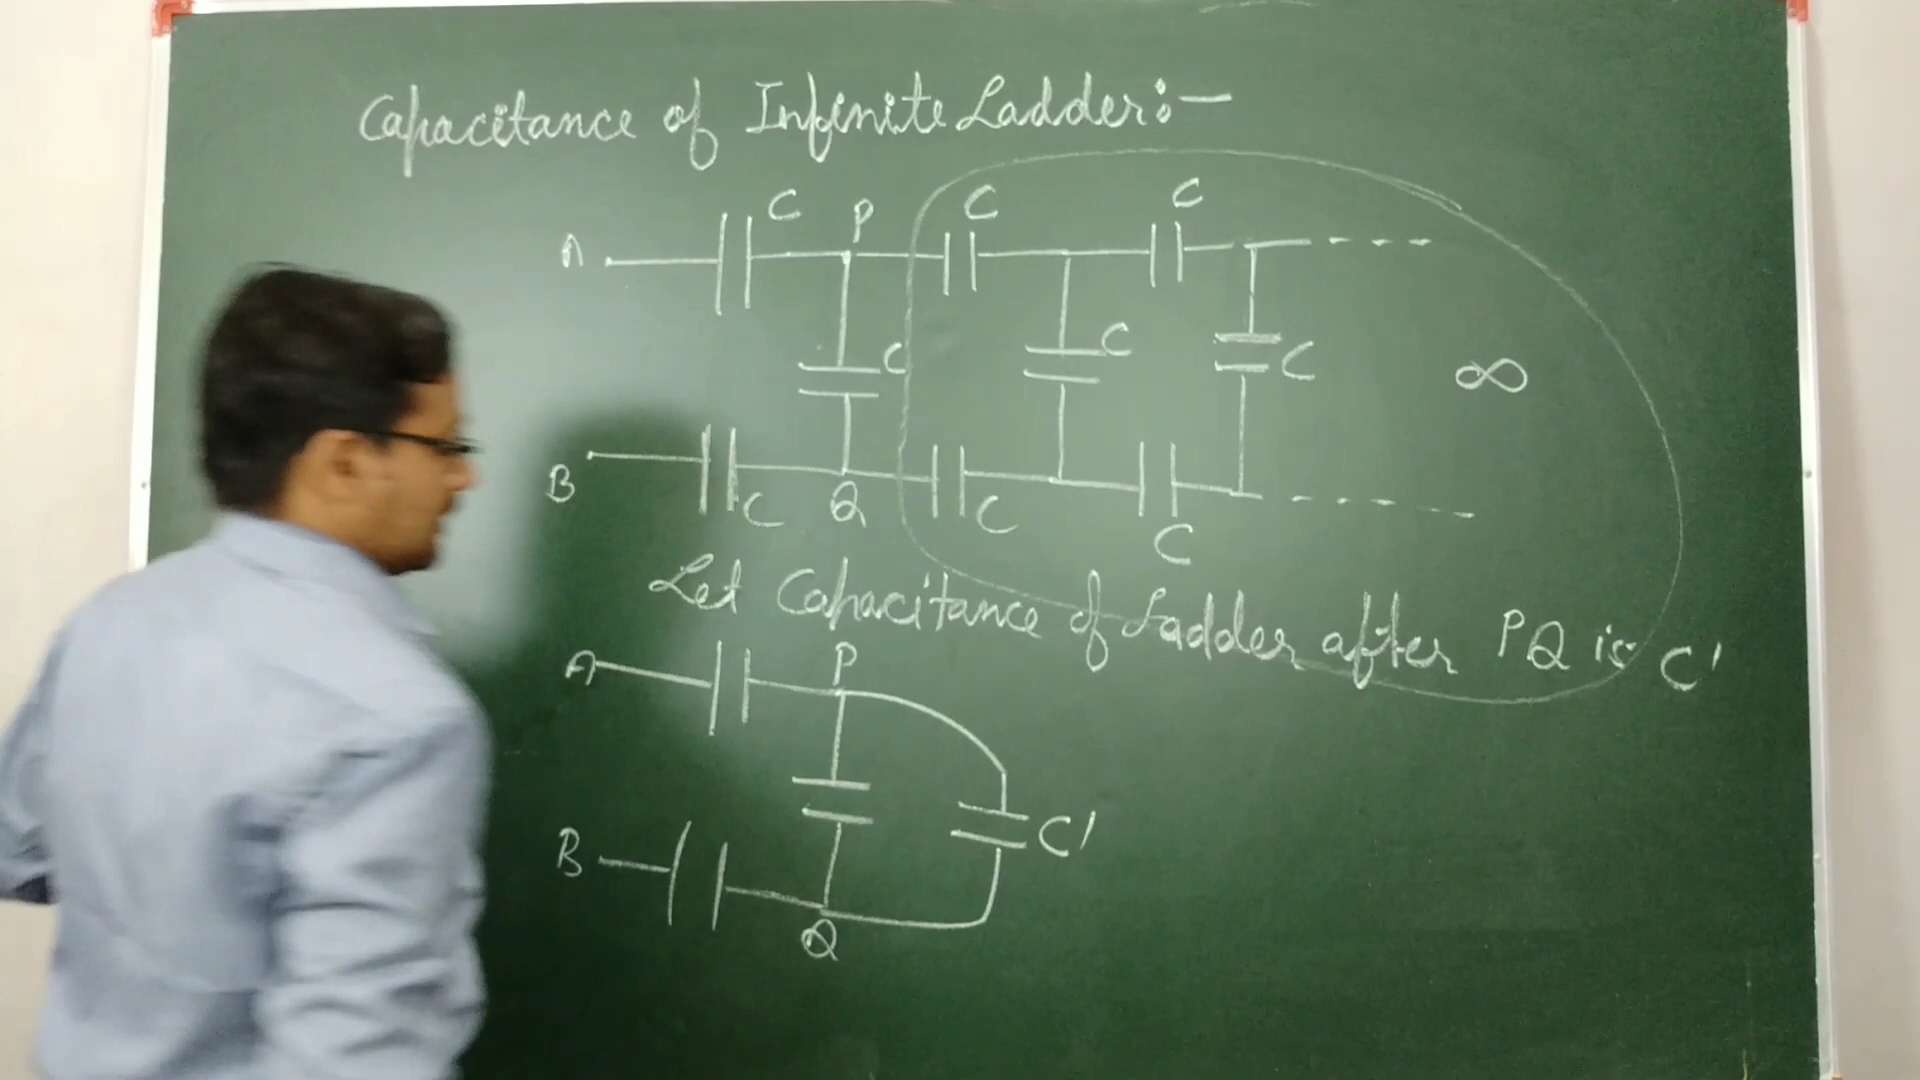 Capacitance of Infinite Ladder:-
C P C C
A
C C C ∞
B C Q C C
Let Capacitance of Ladder after PQ is C'
A P
C'
B
Q